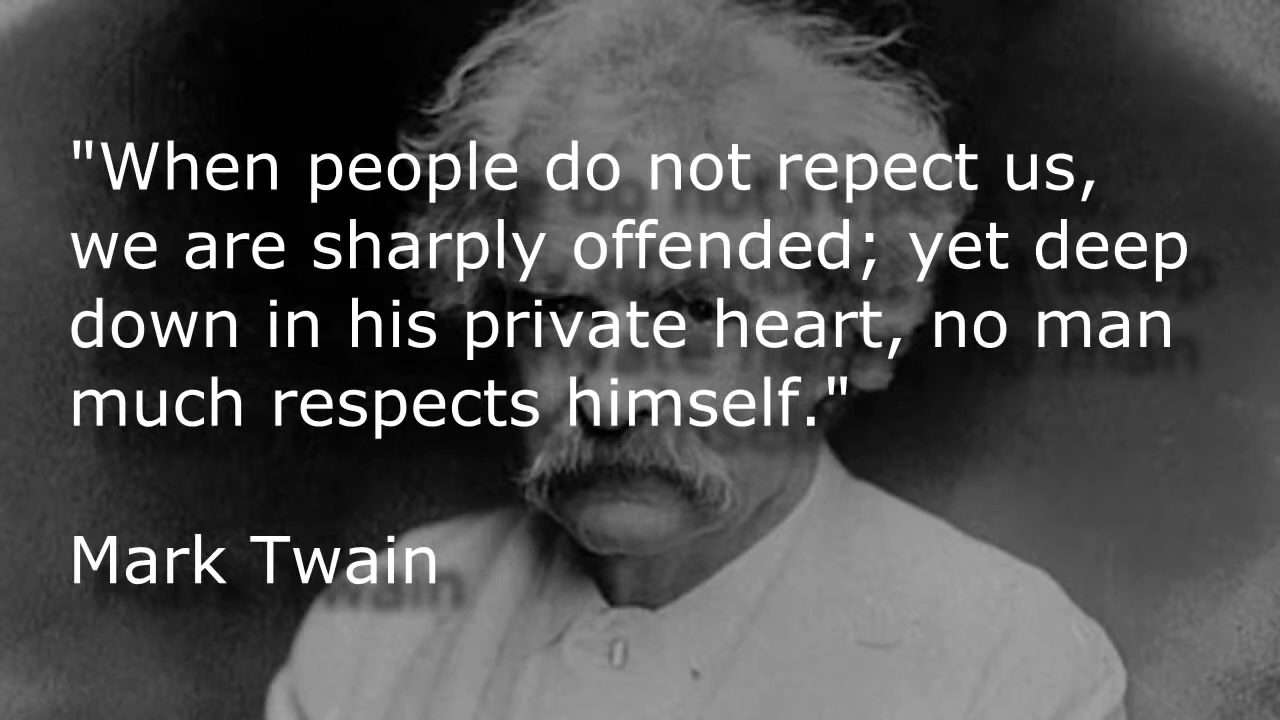 "When people do not repect us,
we are sharply offended; yet deep
down in his private heart, no man
much respects himself."
Mark Twain